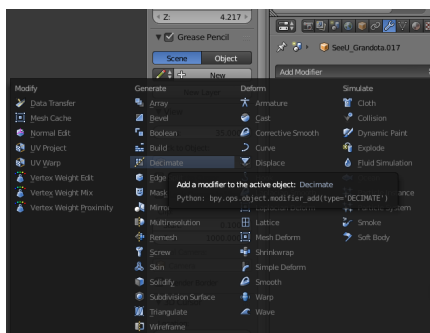 Z: 4.217
Grease Pencil
SeeU_Grandota.017
Scene Object
New
Add Modifier
Modify
Data Transfer
Mesh Cache
Normal Edit
UV Project
UV Warp
Vertex Weight Edit
Vertex Weight Mix
Vertex Weight Proximity
Generate
Array
Bevel
Boolean
Build
Decimate
Edge
Mask
Mirror
Multiresolution
Remesh
Screw
Skin
Solidify
Subdivision Surface
Triangulate
Wireframe
Deform
Armature
Cast
Corrective Smooth
Curve
Displace
Lattice
Mesh Deform
Shrinkwrap
Simple Deform
Smooth
Warp
Wave
Simulate
Cloth
Collision
Dynamic Paint
Explode
Fluid Simulation
Smoke
Soft Body
Add a modifier to the active object: Decimate
Python: bpy.ops.object.modifier_add(type='DECIMATE')